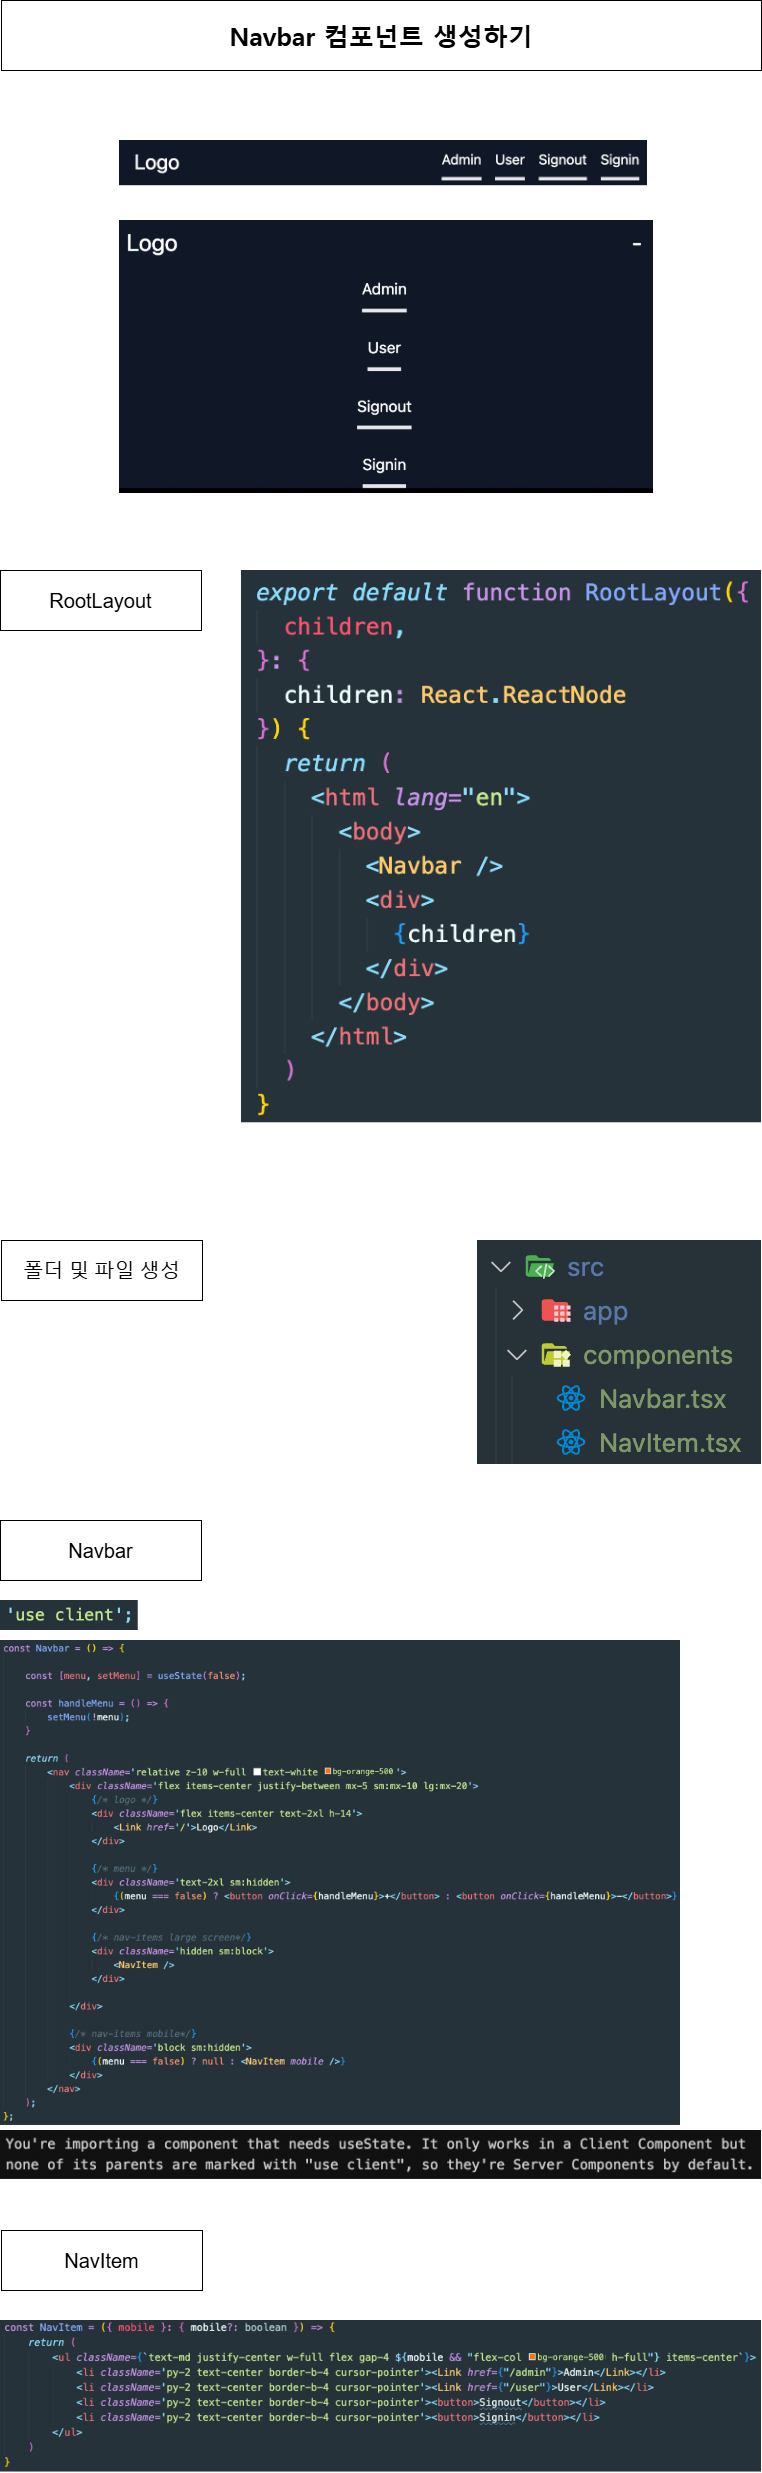 Navbar 컴포넌트 생성하기
Logo Admin User Signout Signin
Logo -
Admin
User
Signout
Signin
RootLayout
export default function RootLayout({
children,
}: {
children: React.ReactNode
}) {
return (
<html lang="en">
<body>
<Navbar />
<div>
{children}
</div>
</body>
</html>
)
}
폴더 및 파일 생성
src
app
components
Navbar.tsx
NavItem.tsx
Navbar
'use client';
const Navbar = () => {
const [menu, setMenu] = useState(false);
const handleMenu = () => {
setMenu(!menu);
}
return (
<nav className='relative z-10 w-full text-white bg-orange-500'>
<div className='flex items-center justify-between mx-5 sm:mx-10 lg:mx-20'>
{/* logo */}
<div className='flex items-center text-2xl h-14'>
<Link href='/'>Logo</Link>
</div>
{/* menu */}
<div className='text-2xl sm:hidden'>
{(menu === false) ? <button onClick={handleMenu}>+</button> : <button onClick={handleMenu}>-</button>}
</div>
{/* nav-items large screen*/}
<div className='hidden sm:block'>
<NavItem />
</div>
</div>
{/* nav-items mobile*/}
<div className='block sm:hidden'>
{(menu === false) ? null : <NavItem mobile />}
</div>
</nav>
);
};
You're importing a component that needs useState. It only works in a Client Component but
none of its parents are marked with "use client", so they're Server Components by default.
NavItem
const NavItem = ({ mobile }: { mobile?: boolean }) => {
return (
<ul className={`text-md justify-center w-full flex gap-4 ${mobile && "flex-col bg-orange-500 h-full"} items-center`}>
<li className='py-2 text-center border-b-4 cursor-pointer'><Link href={"/admin"}>Admin</Link></li>
<li className='py-2 text-center border-b-4 cursor-pointer'><Link href={"/user"}>User</Link></li>
<li className='py-2 text-center border-b-4 cursor-pointer'><button>Signout</button></li>
<li className='py-2 text-center border-b-4 cursor-pointer'><button>Signin</button></li>
</ul>
)
}